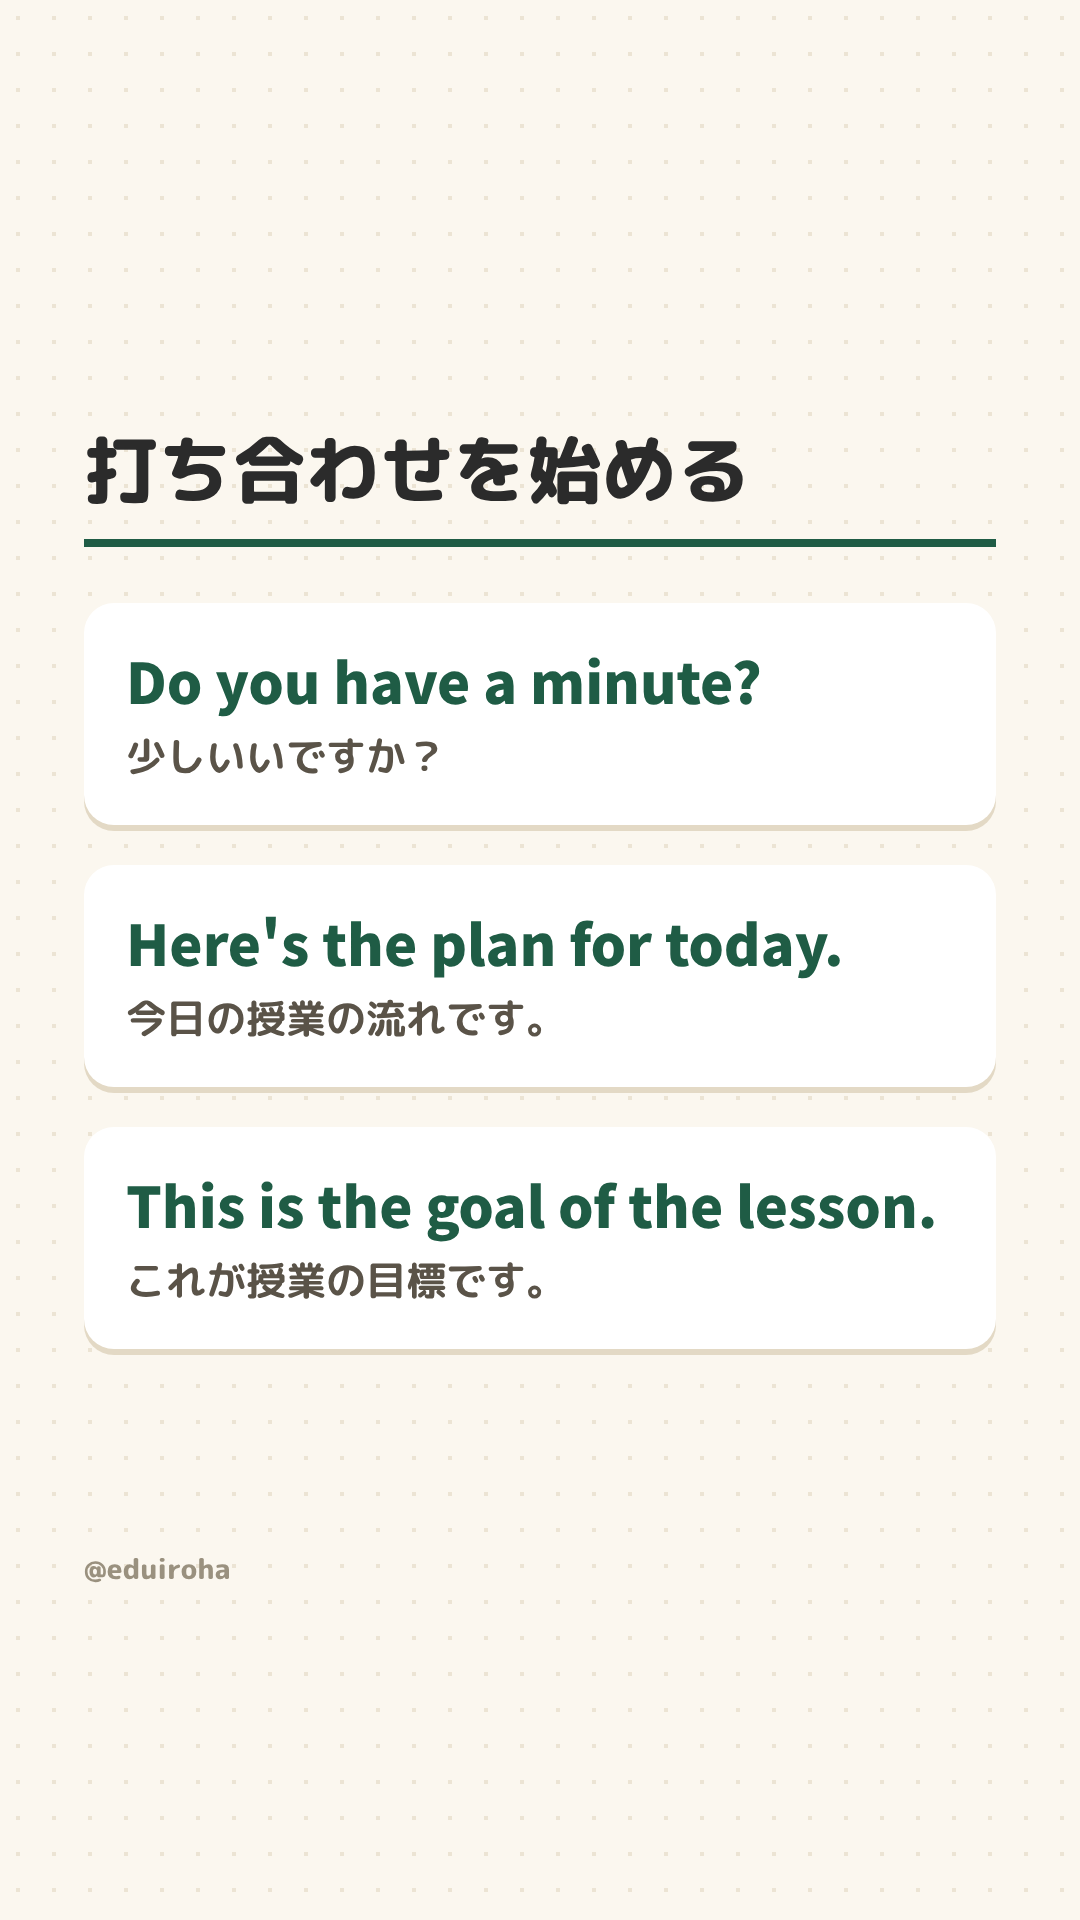 打ち合わせを始める
Do you have a minute?
少しいいですか？
Here's the plan for today.
今日の授業の流れです。
This is the goal of the lesson.
これが授業の目標です。
@eduiroha